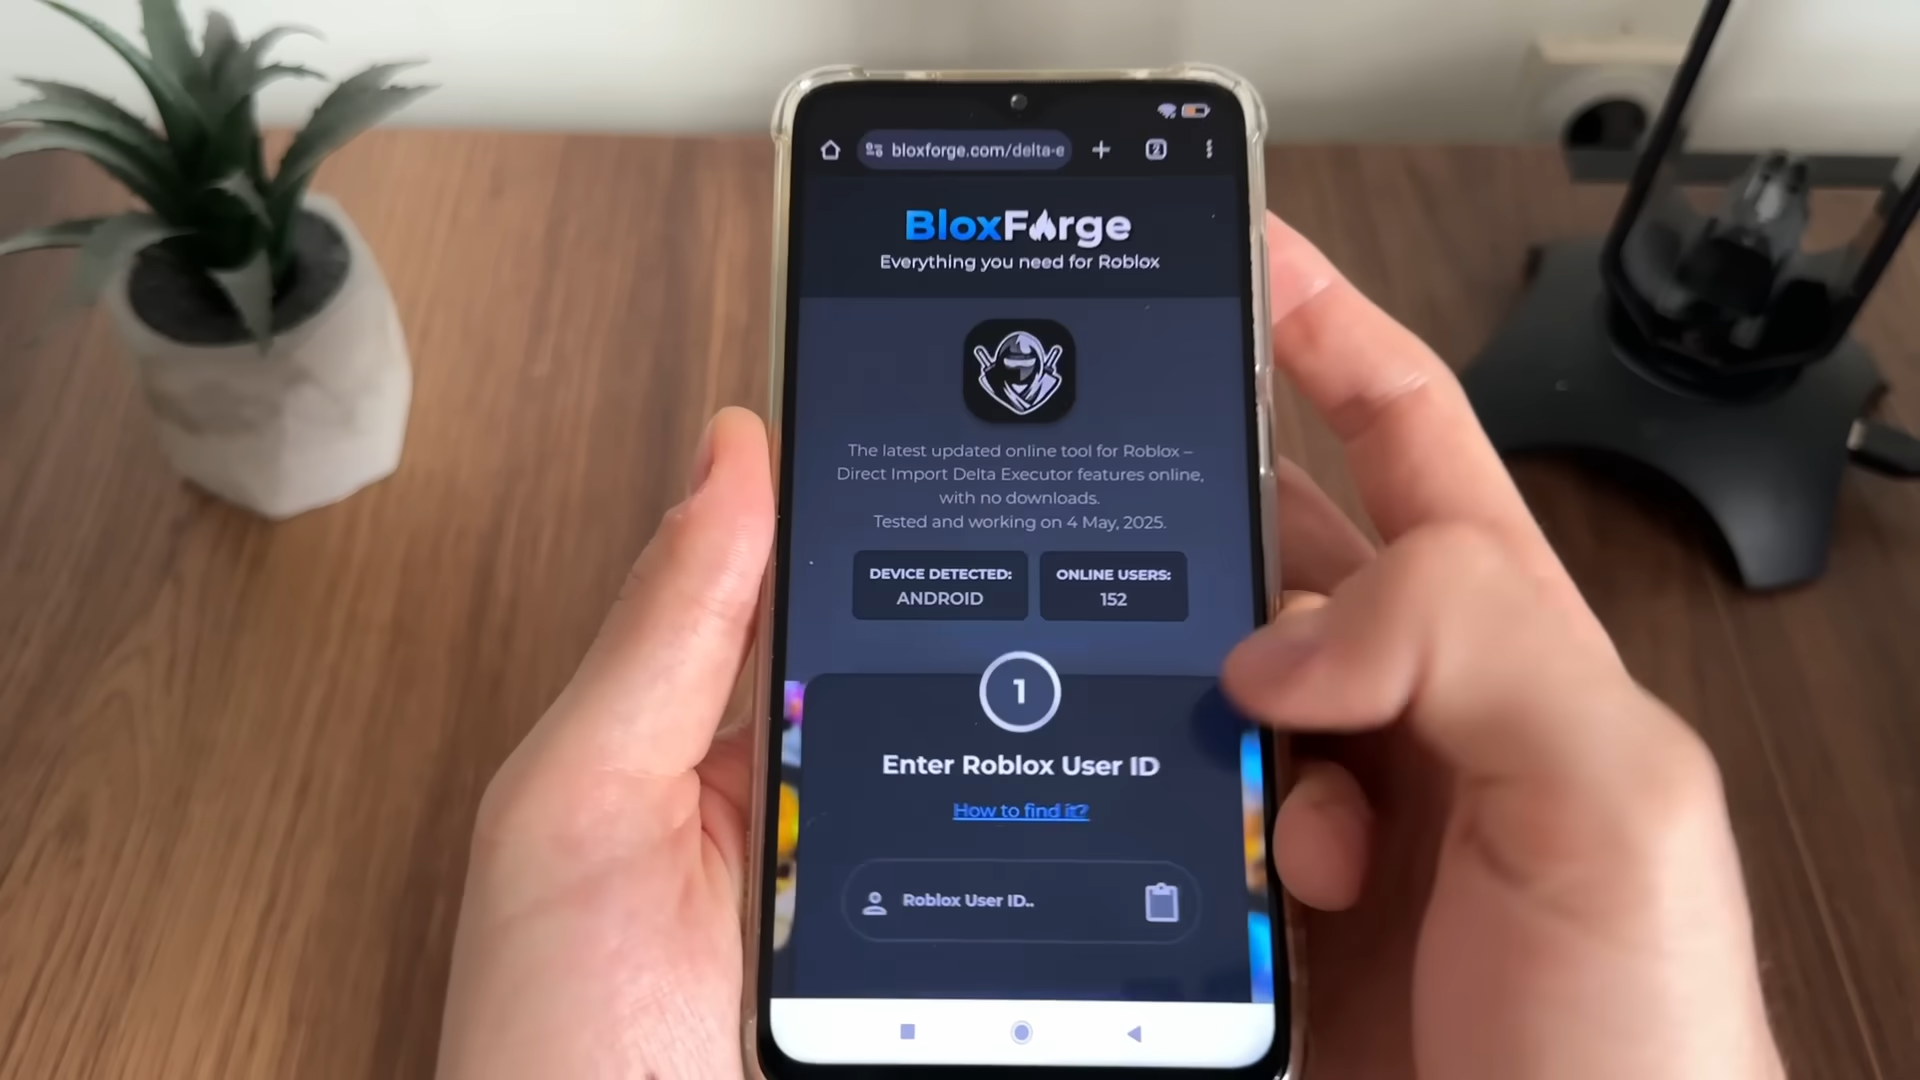 bloxforge.com/delta-e
2
BloxForge
Everything you need for Roblox
The latest updated online tool for Roblox –
Direct Import Delta Executor features online,
with no downloads.
Tested and working on 4 May, 2025.
DEVICE DETECTED:
ANDROID
ONLINE USERS:
152
1
Enter Roblox User ID
How to find it?
Roblox User ID..